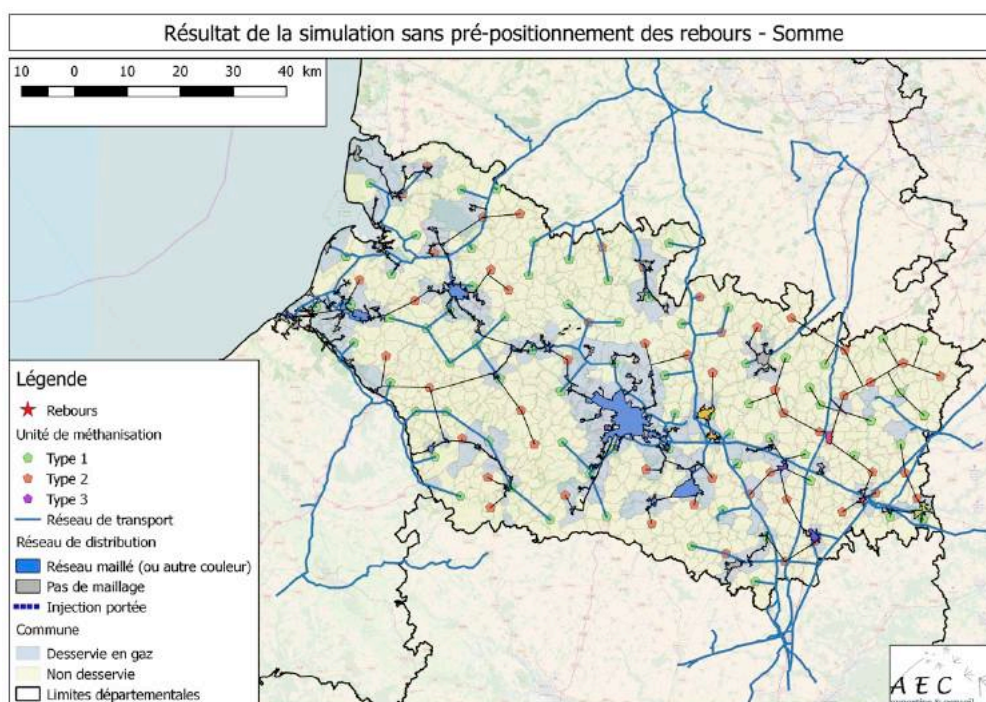 Résultat de la simulation sans pré-positionnement des rebours - Somme
10 0 10 20 30 40 km
Légende
Rebours
Unité de méthanisation
Type 1
Type 2
Type 3
Réseau de transport
Réseau de distribution
Réseau maillé (ou autre couleur)
Pas de maillage
Injection portée
Commune
Desservie en gaz
Non desservie
Limites départementales
AEC